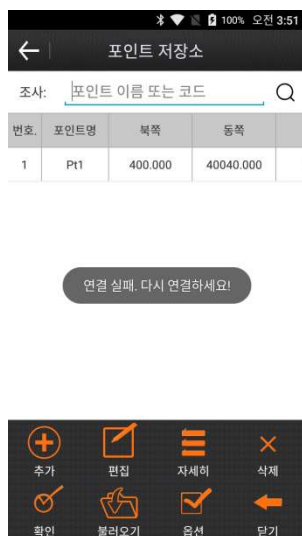 100% 오전 3:51
포인트 저장소
조사: 포인트 이름 또는 코드
번호. 포인트명 북쪽 동쪽
1 Pt1 400.000 40040.000
연결 실패. 다시 연결하세요!
추가 편집 자세히 삭제
확인 불러오기 옵션 닫기